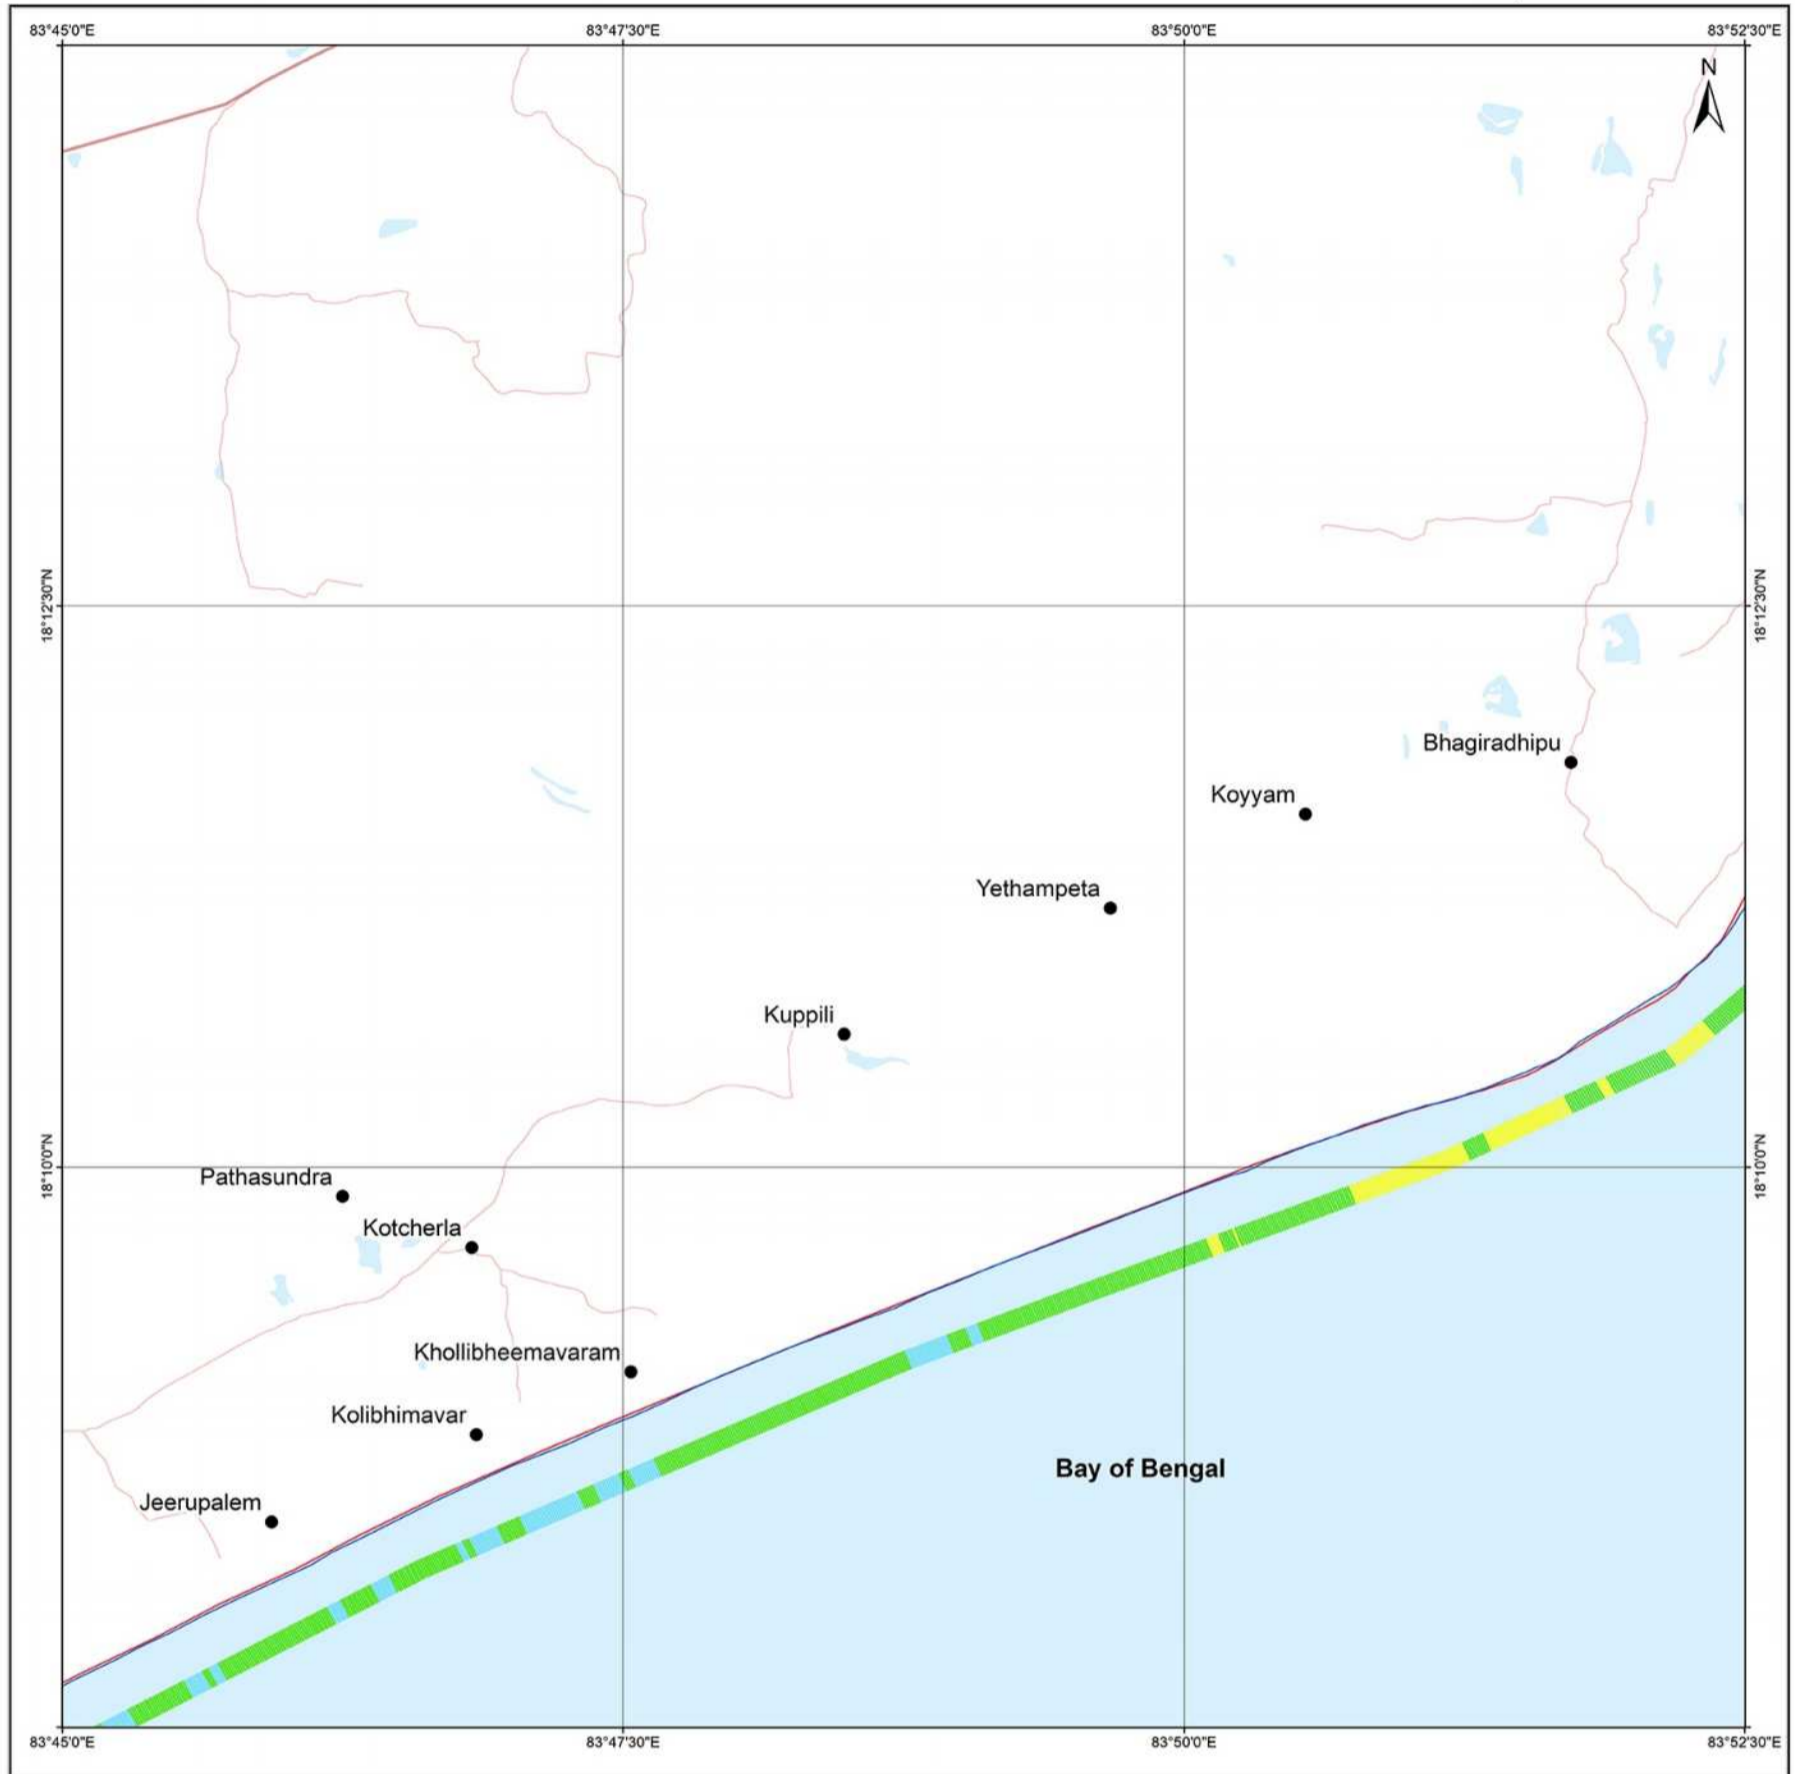 83°45'0"E
83°47'30"E
83°50'0"E
83°52'30"E
N
18°12'30"N
18°12'30"N
Bhagiradhipu
Koyyam
Yethampeta
Kuppili
18°10'0"N
18°10'0"N
Pathasundra
Kotcherla
Khollibheemavaram
Kolibhimavar
Bay of Bengal
Jeerupalem
83°45'0"E
83°47'30"E
83°50'0"E
83°52'30"E